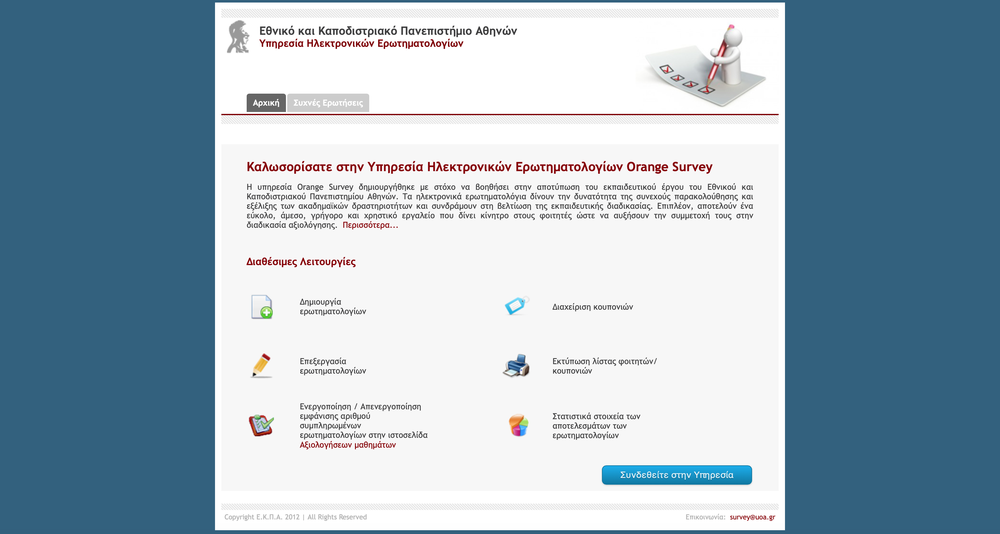 Εθνικό και Καποδιστριακό Πανεπιστήμιο Αθηνών
Υπηρεσία Ηλεκτρονικών Ερωτηματολογίων
Αρχική
Συχνές Ερωτήσεις
Καλωσορίσατε στην Υπηρεσία Ηλεκτρονικών Ερωτηματολογίων Orange Survey
Η υπηρεσία Orange Survey δημιουργήθηκε με στόχο να βοηθήσει στην αποτύπωση του εκπαιδευτικού έργου του Εθνικού και
Καποδιστριακού Πανεπιστημίου Αθηνών. Τα ηλεκτρονικά ερωτηματολόγια δίνουν την δυνατότητα της συνεχούς παρακολούθησης και
εξέλιξης των ακαδημαϊκών δραστηριοτήτων και συνδράμουν στη βελτίωση της εκπαιδευτικής διαδικασίας. Επιπλέον, αποτελούν ένα
εύκολο, άμεσο, γρήγορο και χρηστικό εργαλείο που δίνει κίνητρο στους φοιτητές ώστε να αυξήσουν την συμμετοχή τους στην
διαδικασία αξιολόγησης. Περισσότερα...
Διαθέσιμες Λειτουργίες
Δημιουργία
ερωτηματολογίων
Διαχείριση κουπονιών
Επεξεργασία
ερωτηματολογίων
Εκτύπωση λίστας φοιτητών/
κουπονιών
Ενεργοποίηση / Απενεργοποίηση
εμφάνισης αριθμού
συμπληρωμένων
ερωτηματολογίων στην ιστοσελίδα
Αξιολογήσεων μαθημάτων
Στατιστικά στοιχεία των
αποτελεσμάτων των
ερωτηματολογίων
Συνδεθείτε στην Υπηρεσία
Copyright Ε.Κ.Π.Α. 2012 | All Rights Reserved
Επικοινωνία: survey@uoa.gr